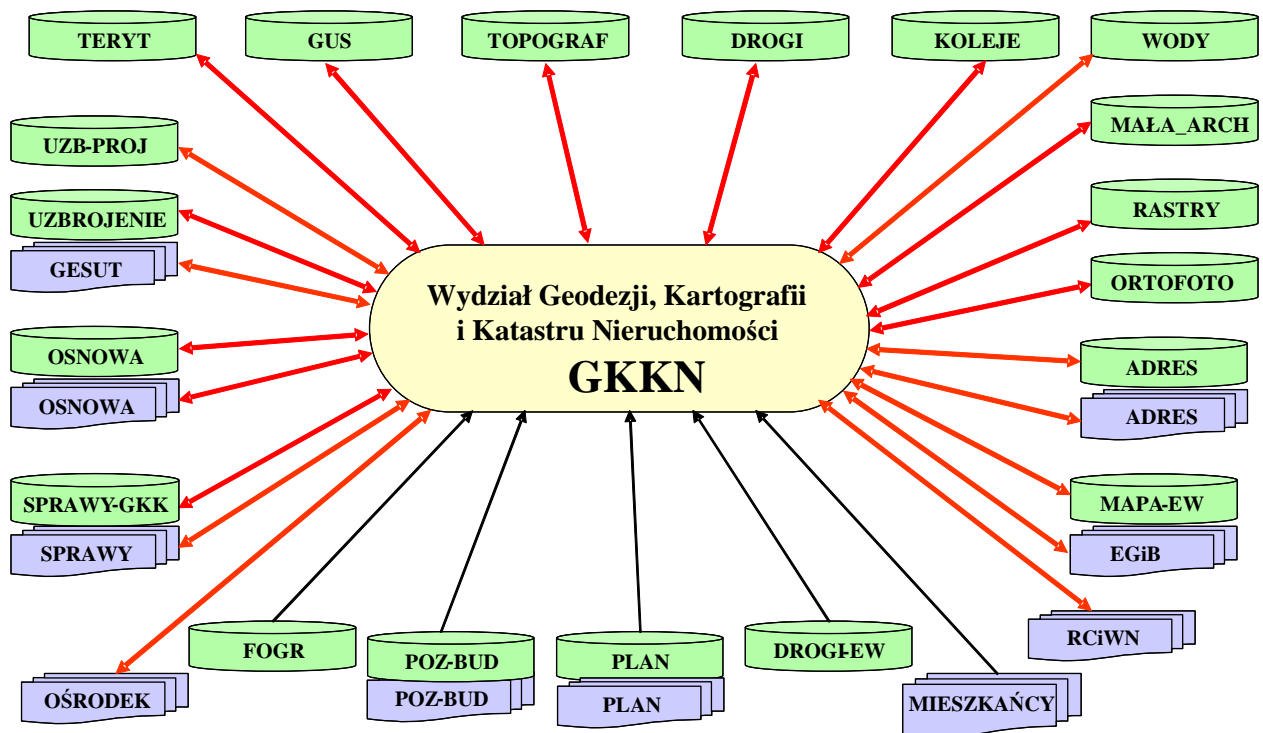 TERYT
GUS
TOPOGRAF
DROGI
KOLEJE
WODY
UZB-PROJ
MAŁA_ARCH
UZBROJENIE
RASTRY
GESUT
ORTOFOTO
Wydział Geodezji, Kartografii
i Katastru Nieruchomości
GKKN
OSNOWA
ADRES
OSNOWA
ADRES
SPRAWY-GKK
MAPA-EW
SPRAWY
EGiB
RCiWN
FOGR
POZ-BUD
PLAN
DROGI-EW
OŚRODEK
POZ-BUD
PLAN
MIESZKAŃCY